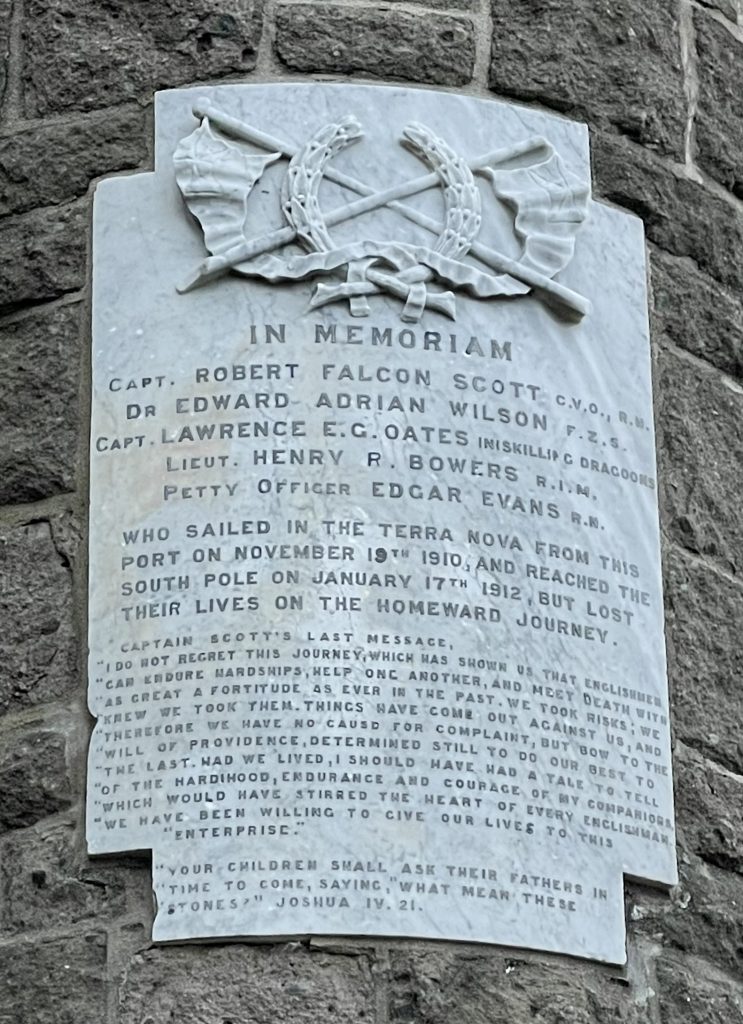 IN MEMORIAM
CAPT. ROBERT FALCON SCOTT C.V.O., R.N.
DR EDWARD ADRIAN WILSON F.Z.S.
CAPT. LAWRENCE E.G. OATES INISKILLING DRAGOONS
LIEUT. HENRY R. BOWERS R.I.M.
PETTY OFFICER EDGAR EVANS R.N.
WHO SAILED IN THE TERRA NOVA FROM THIS
PORT ON NOVEMBER 19TH 1910, AND REACHED THE
SOUTH POLE ON JANUARY 17TH 1912, BUT LOST
THEIR LIVES ON THE HOMEWARD JOURNEY.
"CAPTAIN SCOTT'S LAST MESSAGE,
"I DO NOT REGRET THIS JOURNEY, WHICH HAS SHOWN US THAT ENGLISHMEN
"CAN ENDURE HARDSHIPS, HELP ONE ANOTHER, AND MEET DEATH WITH
"AS GREAT A FORTITUDE AS EVER IN THE PAST. WE TOOK RISKS; WE
"KNEW WE TOOK THEM. THINGS HAVE COME OUT AGAINST US, AND
"THEREFORE WE HAVE NO CAUSE FOR COMPLAINT, BUT BOW TO THE
"WILL OF PROVIDENCE, DETERMINED STILL TO DO OUR BEST TO
"THE LAST. HAD WE LIVED, I SHOULD HAVE HAD A TALE TO TELL
"OF THE HARDIHOOD, ENDURANCE AND COURAGE OF MY COMPANIONS
"WHICH WOULD HAVE STIRRED THE HEART OF EVERY ENGLISHMAN.
"WE HAVE BEEN WILLING TO GIVE OUR LIVES TO THIS
"ENTERPRISE."
"YOUR CHILDREN SHALL ASK THEIR FATHERS IN
"TIME TO COME, SAYING, "WHAT MEAN THESE
"STONES?" JOSHUA IV. 21.